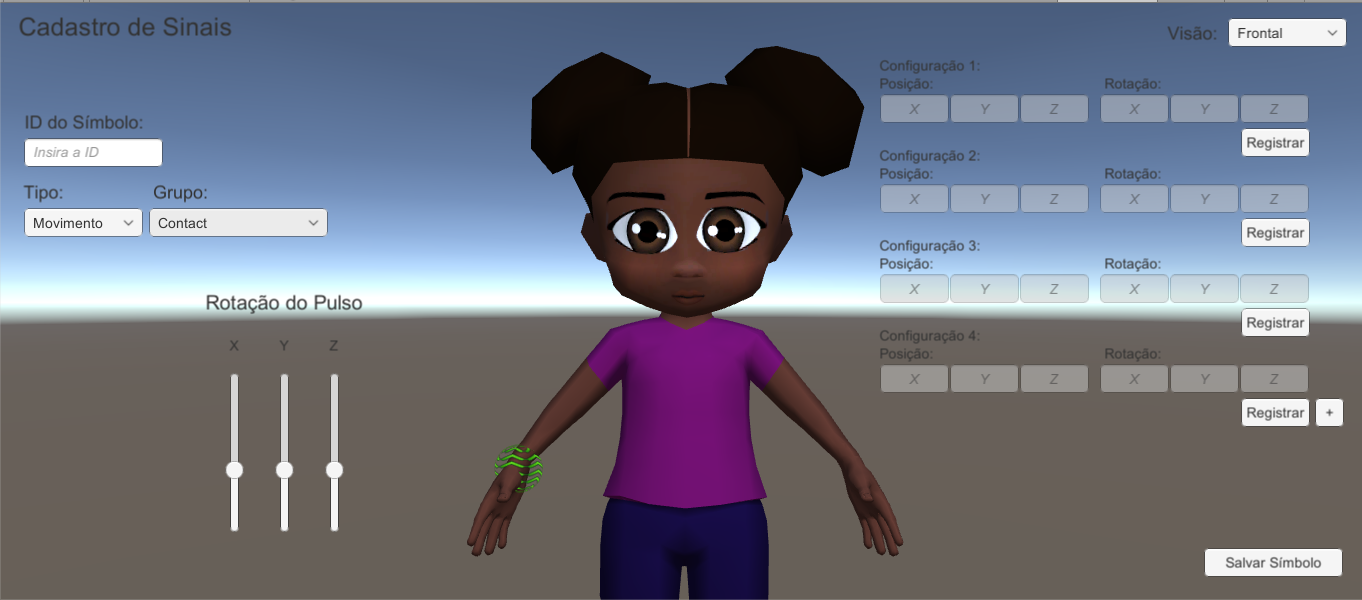 Cadastro de Sinais
Visão: Frontal
ID do Símbolo:
Insira a ID
Tipo: Grupo:
Movimento Contact
Rotação do Pulso
X Y Z
Configuração 1:
Posição: Rotação:
X Y Z X Y Z
Registrar
Configuração 2:
Posição: Rotação:
X Y Z X Y Z
Registrar
Configuração 3:
Posição: Rotação:
X Y Z X Y Z
Registrar
Configuração 4:
Posição: Rotação:
X Y Z X Y Z
Registrar +
Salvar Símbolo